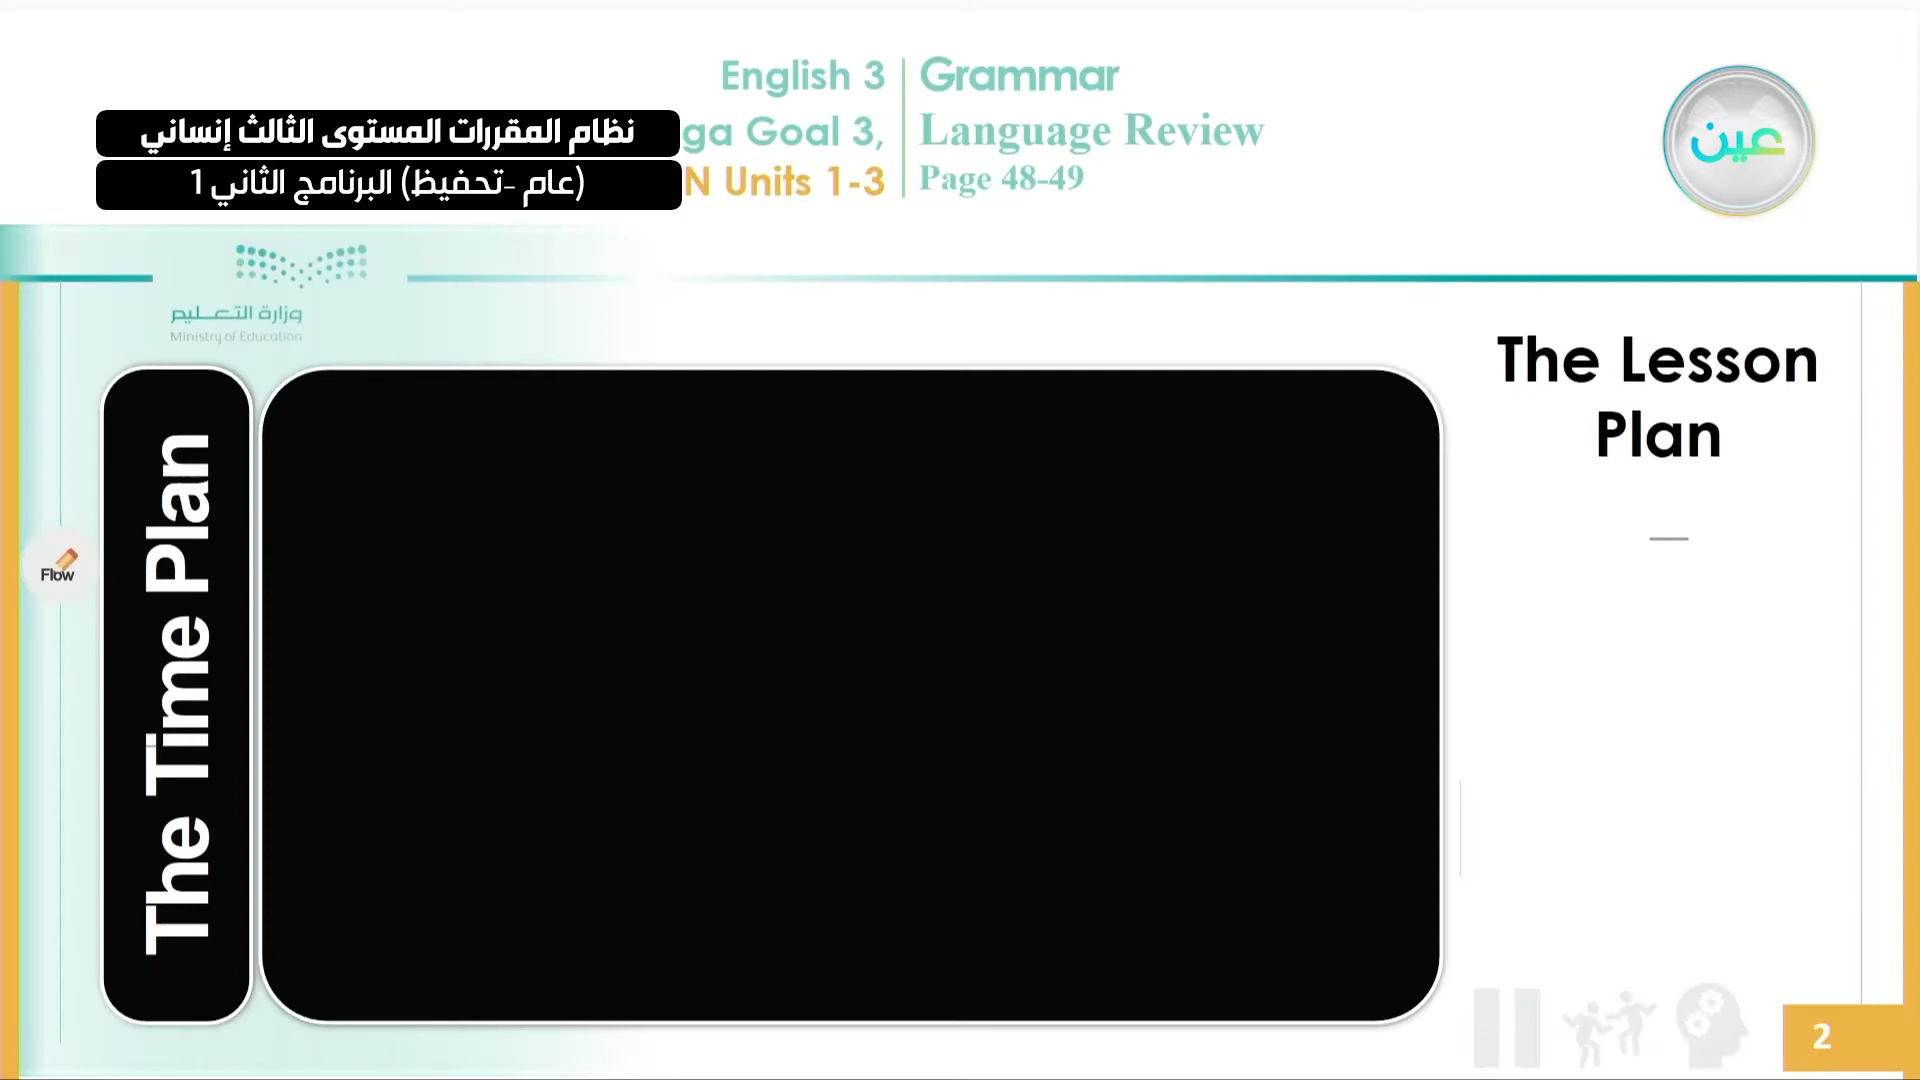 English 3
ga Goal 3,
N Units 1-3
Grammar
Language Review
Page 48-49
نظام المقررات المستوى الثالث إنساني
(عام -تحفيظ) البرنامج الثاني 1
عين
وزارة التعليم
Ministry of Education
The Lesson
Plan
The Time Plan
Flow
2